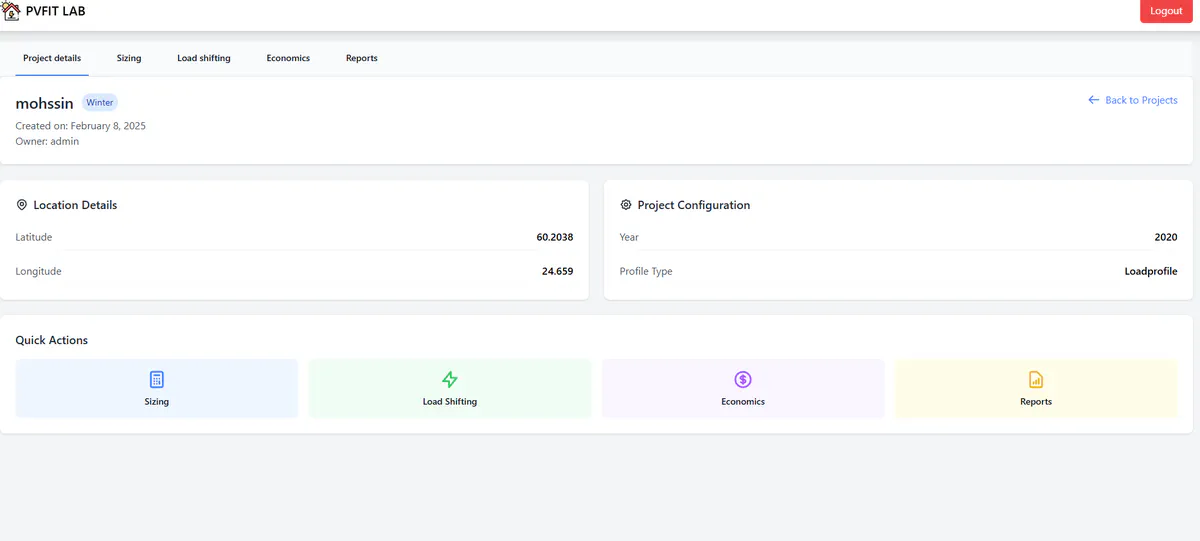 PVFIT LAB
Logout
Project details
Sizing
Load shifting
Economics
Reports
mohssin
Winter
Back to Projects
Created on: February 8, 2025
Owner: admin
Location Details
Latitude 60.2038
Longitude 24.659
Project Configuration
Year 2020
Profile Type Loadprofile
Quick Actions
Sizing
Load Shifting
Economics
Reports